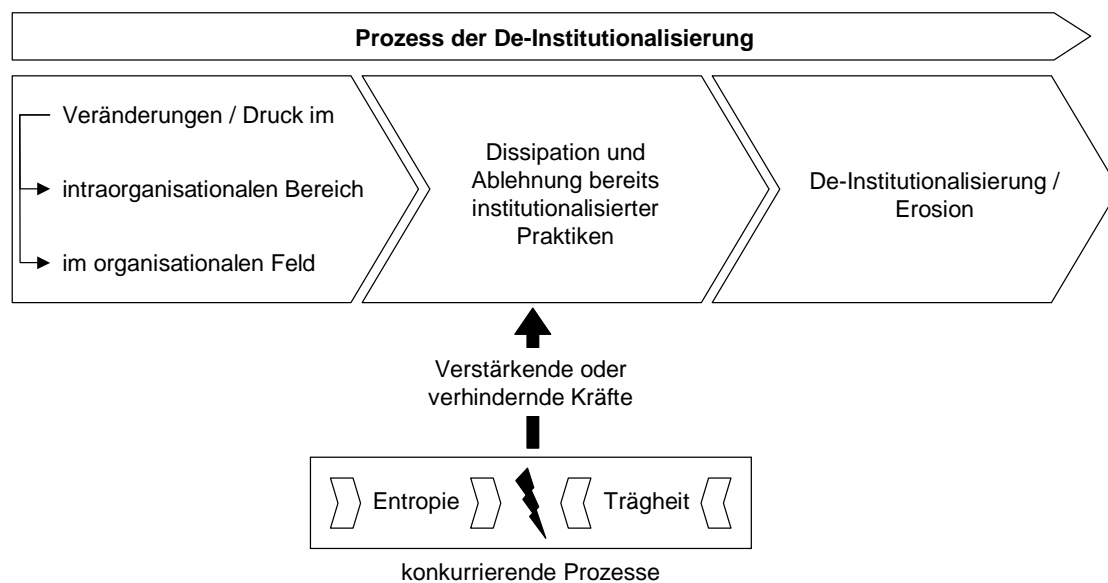 Prozess der De-Institutionalisierung
Veränderungen / Druck im
intraorganisationalen Bereich
im organisationalen Feld
Dissipation und
Ablehnung bereits
institutionalisierter
Praktiken
De-Institutionalisierung /
Erosion
Verstärkende oder
verhindernde Kräfte
Entropie
Trägheit
konkurrierende Prozesse